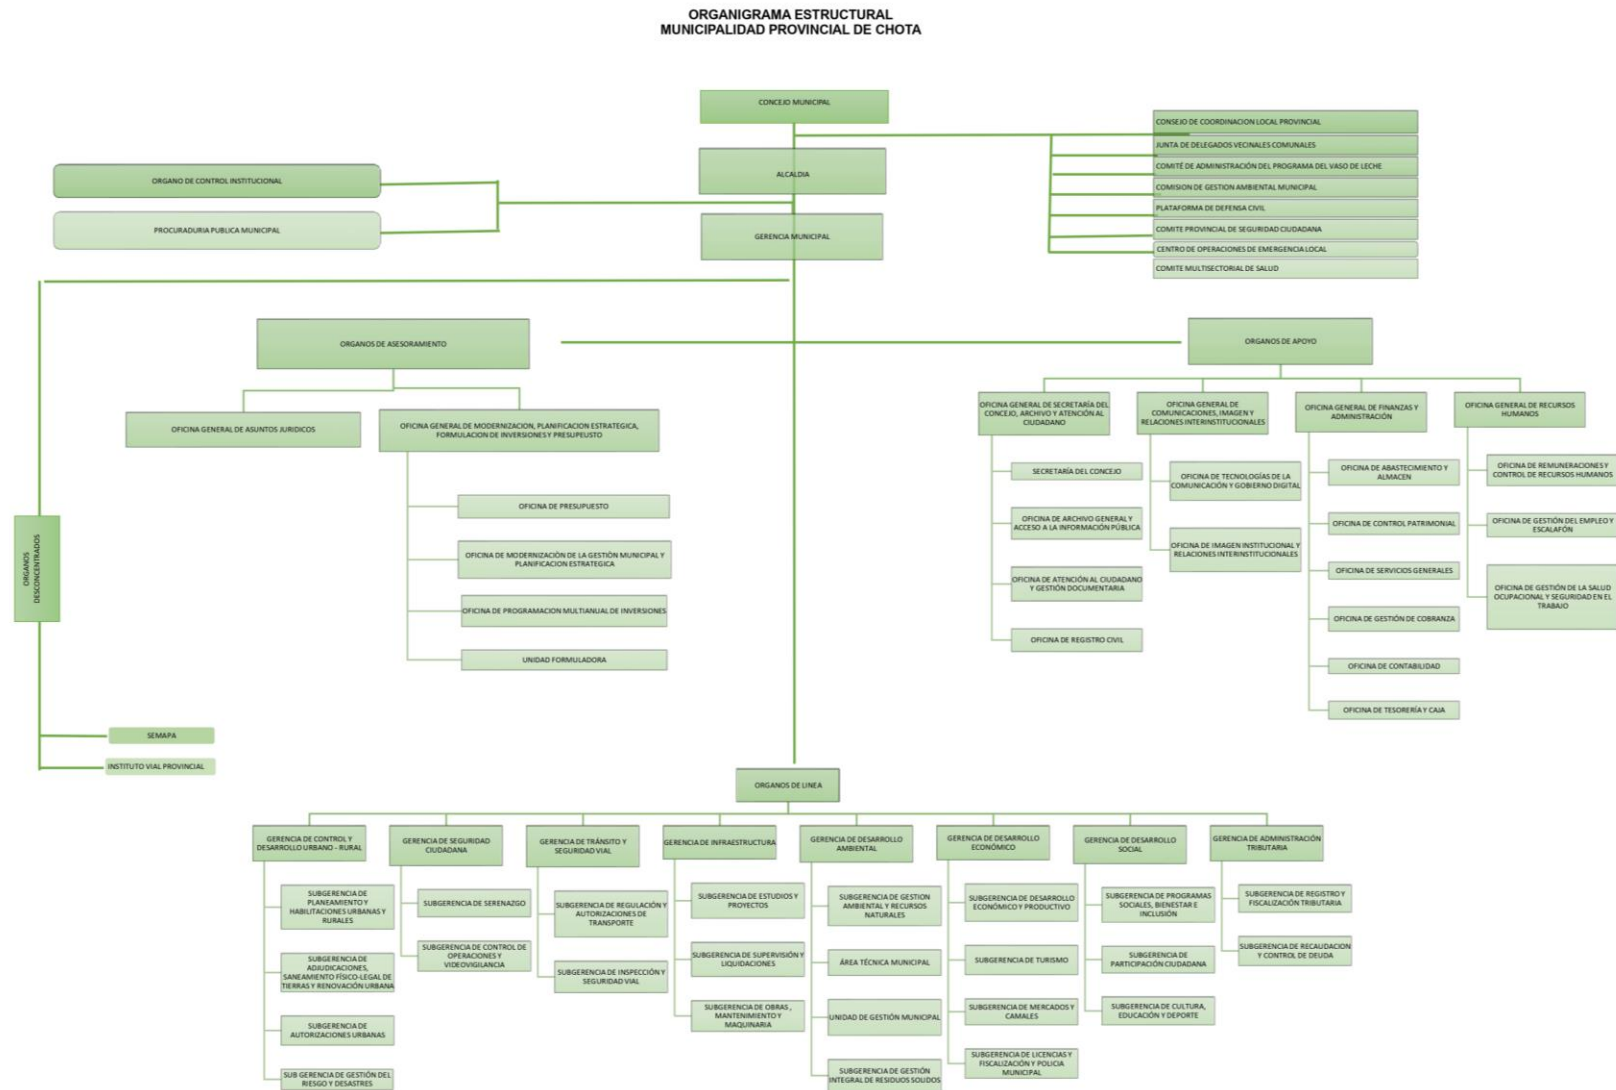 ORGANIGRAMA ESTRUCTURAL
MUNICIPALIDAD PROVINCIAL DE CHOTA
CONCEJO MUNICIPAL
CONSEJO DE COORDINACION LOCAL PROVINCIAL
JUNTA DE DELEGADOS VECINALES COMUNALES
COMITÉ DE ADMINISTRACIÓN DEL PROGRAMA DEL VASO DE LECHE
COMISION DE GESTION AMBIENTAL MUNICIPAL
PLATAFORMA DE DEFENSA CIVIL
COMITE PROVINCIAL DE SEGURIDAD CIUDADANA
CENTRO DE OPERACIONES DE EMERGENCIA LOCAL
COMITE MULTISECTORIAL DE SALUD
ALCALDIA
ORGANO DE CONTROL INSTITUCIONAL
PROCURADURIA PUBLICA MUNICIPAL
GERENCIA MUNICIPAL
ORGANOS DE ASESORAMIENTO
OFICINA GENERAL DE ASUNTOS JURIDICOS
OFICINA GENERAL DE MODERNIZACION, PLANIFICACION ESTRATEGICA,
FORMULACION DE INVERSIONES Y PRESUPEUSTO
OFICINA DE PRESUPUESTO
OFICINA DE MODERNIZACIÒN DE LA GESTIÒN MUNICIPAL Y
PLANIFICACION ESTRATEGICA
OFICINA DE PROGRAMACION MULTIANUAL DE INVERSIONES
UNIDAD FORMULADORA
ORGANOS DE APOYO
OFICINA GENERAL DE SECRETARÍA DEL
CONCEJO, ARCHIVO Y ATENCIÓN AL
CIUDADANO
SECRETARÍA DEL CONCEJO
OFICINA DE ARCHIVO GENERAL Y
ACCESO A LA INFORMACIÓN PÚBLICA
OFICINA DE ATENCIÓN AL CIUDADANO
Y GESTIÓN DOCUMENTARIA
OFICINA DE REGISTRO CIVIL
OFICINA GENERAL DE
COMUNICACIONES, IMAGEN Y
RELACIONES INTERINSTITUCIONALES
OFICINA DE TECNOLOGÍAS DE LA
COMUNICACIÓN Y GOBIERNO DIGITAL
OFICINA DE IMAGEN INSTITUCIONAL Y
RELACIONES INTERINSTITUCIONALES
OFICINA GENERAL DE FINANZAS Y
ADMINISTRACIÓN
OFICINA DE ABASTECIMIENTO Y
ALMACEN
OFICINA DE CONTROL PATRIMONIAL
OFICINA DE SERVICIOS GENERALES
OFICINA DE GESTIÓN DE COBRANZA
OFICINA DE CONTABILIDAD
OFICINA DE TESORERÍA Y CAJA
OFICINA GENERAL DE RECURSOS
HUMANOS
OFICINA DE REMUNERACIONES Y
CONTROL DE RECURSOS HUMANOS
OFICINA DE GESTIÓN DEL EMPLEO Y
ESCALAFÓN
OFICINA DE GESTIÓN DE LA SALUD
OCUPACIONAL Y SEGURIDAD EN EL
TRABAJO
ORGANOS
DESCONCENTRADOS
SEMAPA
INSTITUTO VIAL PROVINCIAL
ORGANOS DE LINEA
GERENCIA DE CONTROL Y
DESARROLLO URBANO - RURAL
SUBGERENCIA DE
PLANEAMIENTO Y
HABILITACIONES URBANAS Y
RURALES
SUBGERENCIA DE
ADJUDICACIONES,
SANEAMIENTO FÍSICO-LEGAL DE
TIERRAS Y RENOVACIÓN URBANA
SUBGERENCIA DE
AUTORIZACIONES URBANAS
SUB GERENCIA DE GESTIÓN DEL
RIESGO Y DESASTRES
GERENCIA DE SEGURIDAD
CIUDADANA
SUBGERENCIA DE SERENAZGO
SUBGERENCIA DE CONTROL DE
OPERACIONES Y
VIDEOVIGILANCIA
GERENCIA DE TRÁNSITO Y
SEGURIDAD VIAL
SUBGERENCIA DE REGULACIÓN Y
AUTORIZACIONES DE
TRANSPORTE
SUBGERENCIA DE INSPECCIÓN Y
SEGURIDAD VIAL
GERENCIA DE INFRAESTRUCTURA
SUBGERENCIA DE ESTUDIOS Y
PROYECTOS
SUBGERENCIA DE SUPERVISIÓN Y
LIQUIDACIONES
SUBGERENCIA DE OBRAS ,
MANTENIMIENTO Y
MAQUINARIA
GERENCIA DE DESARROLLO
AMBIENTAL
SUBGERENCIA DE GESTION
AMBIENTAL Y RECURSOS
NATURALES
ÁREA TÉCNICA MUNICIPAL
UNIDAD DE GESTIÓN MUNICIPAL
SUBGERENCIA DE GESTIÓN
INTEGRAL DE RESIDUOS SOLIDOS
GERENCIA DE DESARROLLO
ECONÓMICO
SUBGERENCIA DE DESARROLLO
ECONÓMICO Y PRODUCTIVO
SUBGERENCIA DE TURISMO
SUBGERENCIA DE MERCADOS Y
CAMALES
SUBGERENCIA DE LICENCIAS Y
FISCALIZACIÓN Y POLICIA
MUNICIPAL
GERENCIA DE DESARROLLO
SOCIAL
SUBGERENCIA DE PROGRAMAS
SOCIALES, BIENESTAR E
INCLUSIÓN
SUBGERENCIA DE
PARTICIPACIÓN CIUDADANA
SUBGERENCIA DE CULTURA,
EDUCACIÓN Y DEPORTE
GERENCIA DE ADMINISTRACIÓN
TRIBUTARIA
SUBGERENCIA DE REGISTRO Y
FISCALIZACIÓN TRIBUTARIA
SUBGERENCIA DE RECAUDACION
Y CONTROL DE DEUDA